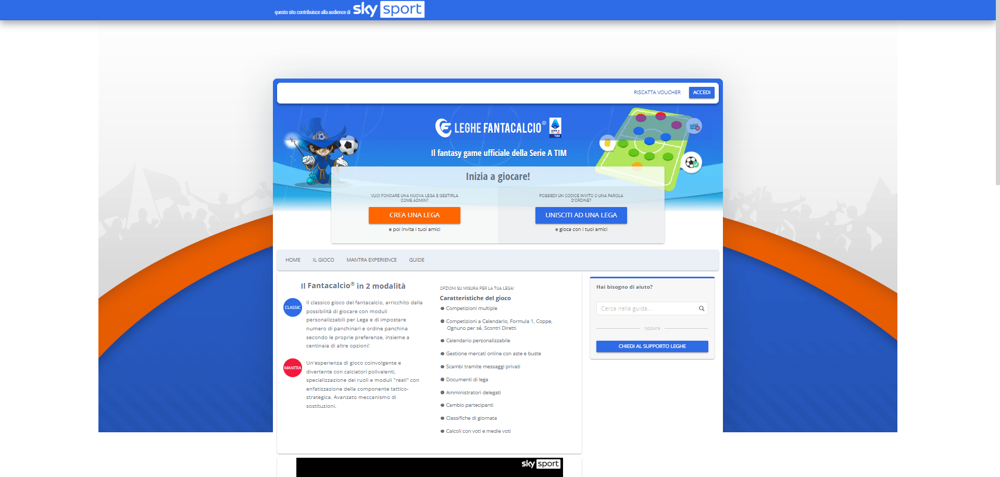 questo sito contribuisce alla audience di sky sport
RISCATTA VOUCHER
ACCEDI
LEGHE FANTACALCIO®
SERIE A
TIM
Il fantasy game ufficiale della Serie A TIM
Inizia a giocare!
VUOI FONDARE UNA NUOVA LEGA E GESTIRLA
COME ADMIN?
CREA UNA LEGA
e poi invita i tuoi amici
POSSIEDI UN CODICE INVITO O UNA PAROLA
D'ORDINE?
UNISCITI AD UNA LEGA
e gioca con i tuoi amici
HOME IL GIOCO MANTRA EXPERIENCE GUIDE
Il Fantacalcio® in 2 modalità
CLASSIC
Il classico gioco del fantacalcio, arricchito dalla
possibilità di giocare con moduli
personalizzabili per Lega e di impostare
numero di panchinari e ordine panchina
secondo le proprie preferenze, insieme a
centinaia di altre opzioni!
MANTRA
Un'esperienza di gioco coinvolgente e
divertente con calciatori polivalenti,
specializzazione dei ruoli e moduli "reali" con
enfatizzazione della componente tattico-
strategica. Avanzato meccanismo di
sostituzioni.
OPZIONI SU MISURA PER LA TUA LEGA!
Caratteristiche del gioco
Competizioni multiple
Competizioni a Calendario, Formula 1, Coppe,
Ognuno per sé, Scontri Diretti
Calendario personalizzabile
Gestione mercati online con aste e buste
Scambi tramite messaggi privati
Documenti di lega
Amministratori delegati
Cambio partecipanti
Classifiche di giornata
Calcoli con voti e medie voti
Hai bisogno di aiuto?
Cerca nella guida...
oppure
CHIEDI AL SUPPORTO LEGHE
sky sport